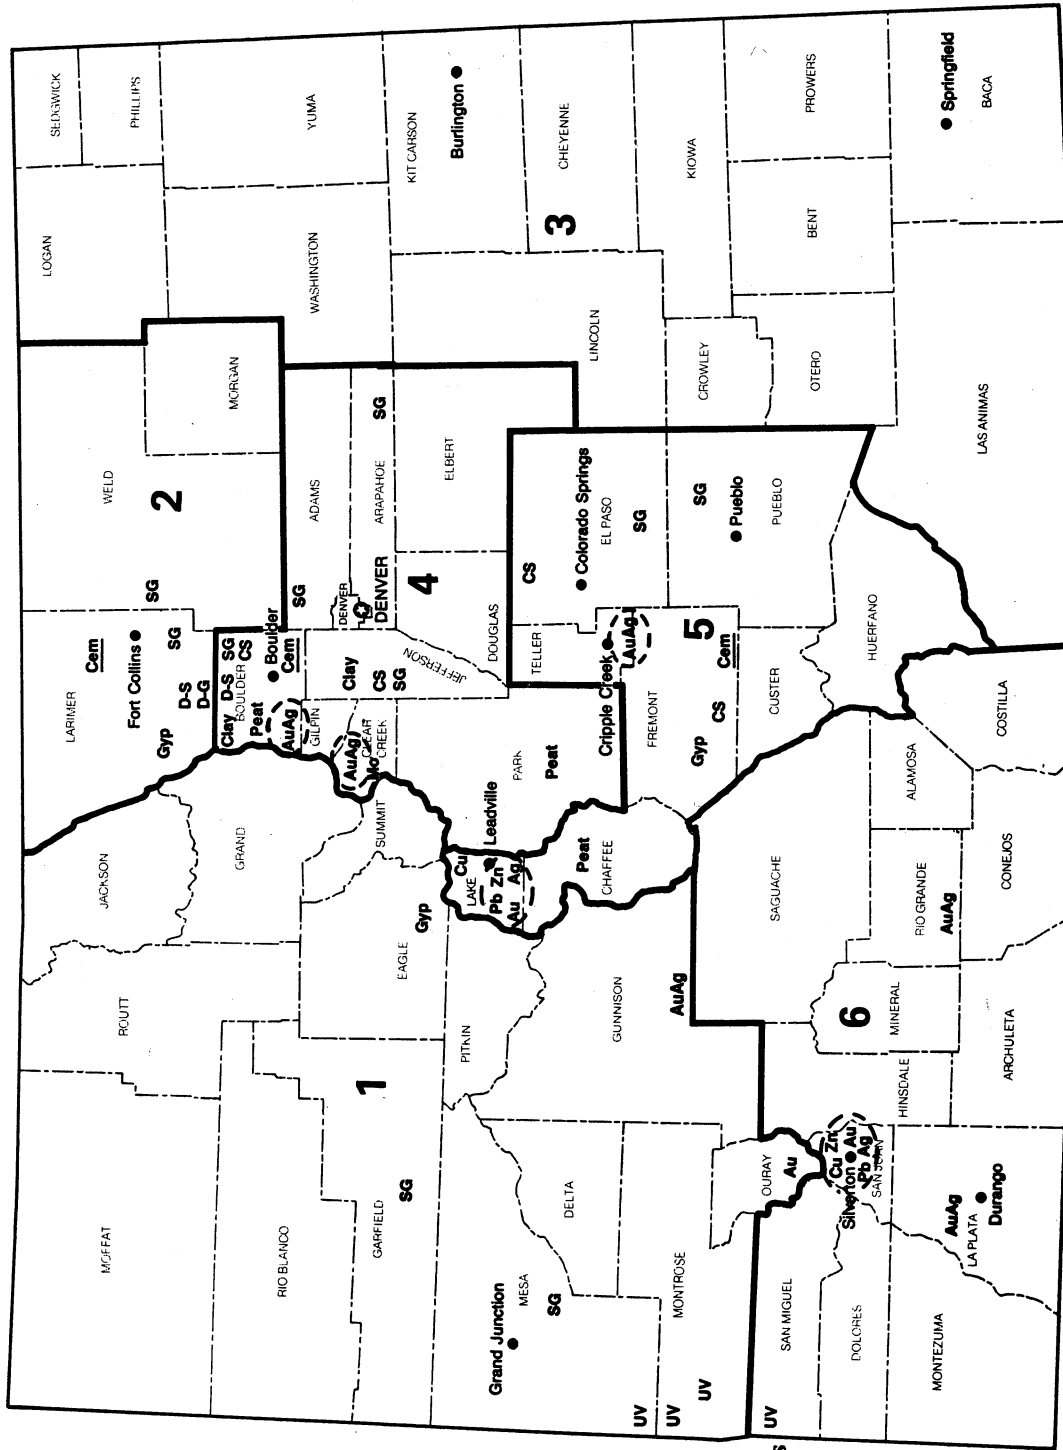 MOFFAT
ROUTT
JACKSON
LARIMER
Cem
Fort Collins
SG
Gyp
D-S
D-G
WELD
2
SG
LOGAN
SEDGWICK
PHILLIPS
MORGAN
RIO BLANCO
GRAND
Clay
D-S
SG
BOULDER
CS
Peat
Boulder
Cem
AuAg
GILPIN
SG
ADAMS
WASHINGTON
YUMA
1
GARFIELD
SG
EAGLE
Gyp
SUMMIT
AuAg
CLEAR
CREEK
Mo
Clay
CS
SG
JEFFERSON
DENVER
DENVER
ARAPAHOE
SG
4
ELBERT
DOUGLAS
KIT CARSON
Burlington
PITKIN
Cu
LAKE
Leadville
Pb Zn
Au Ag
PARK
Peat
Grand Junction
MESA
SG
DELTA
GUNNISON
Peat
CHAFFEE
TELLER
Cripple Creek
AuAg
CS
Colorado Springs
EL PASO
SG
LINCOLN
3
CHEYENNE
UV
UV
UV
MONTROSE
AuAg
FREMONT
5
Gyp
CS
Cem
SG
Pueblo
PUEBLO
CROWLEY
KIOWA
UV
SAN MIGUEL
OURAY
Au
SAGUACHE
CUSTER
OTERO
BENT
PROWERS
DOLORES
Silverton
Cu Zn
Pb Au
Ag
SAN JUAN
HINSDALE
6
MINERAL
RIO GRANDE
AuAg
ALAMOSA
HUERFANO
MONTEZUMA
LA PLATA
AuAg
Durango
ARCHULETA
CONEJOS
COSTILLA
LAS ANIMAS
Springfield
BACA